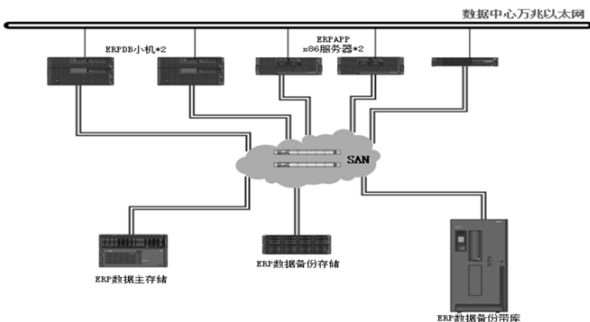 数据中心万兆以太网
ERPDB小机*2
ERPAPP
x86服务器*2
SAN
ERP数据主存储
ERP数据备份存储
ERP数据备份带库